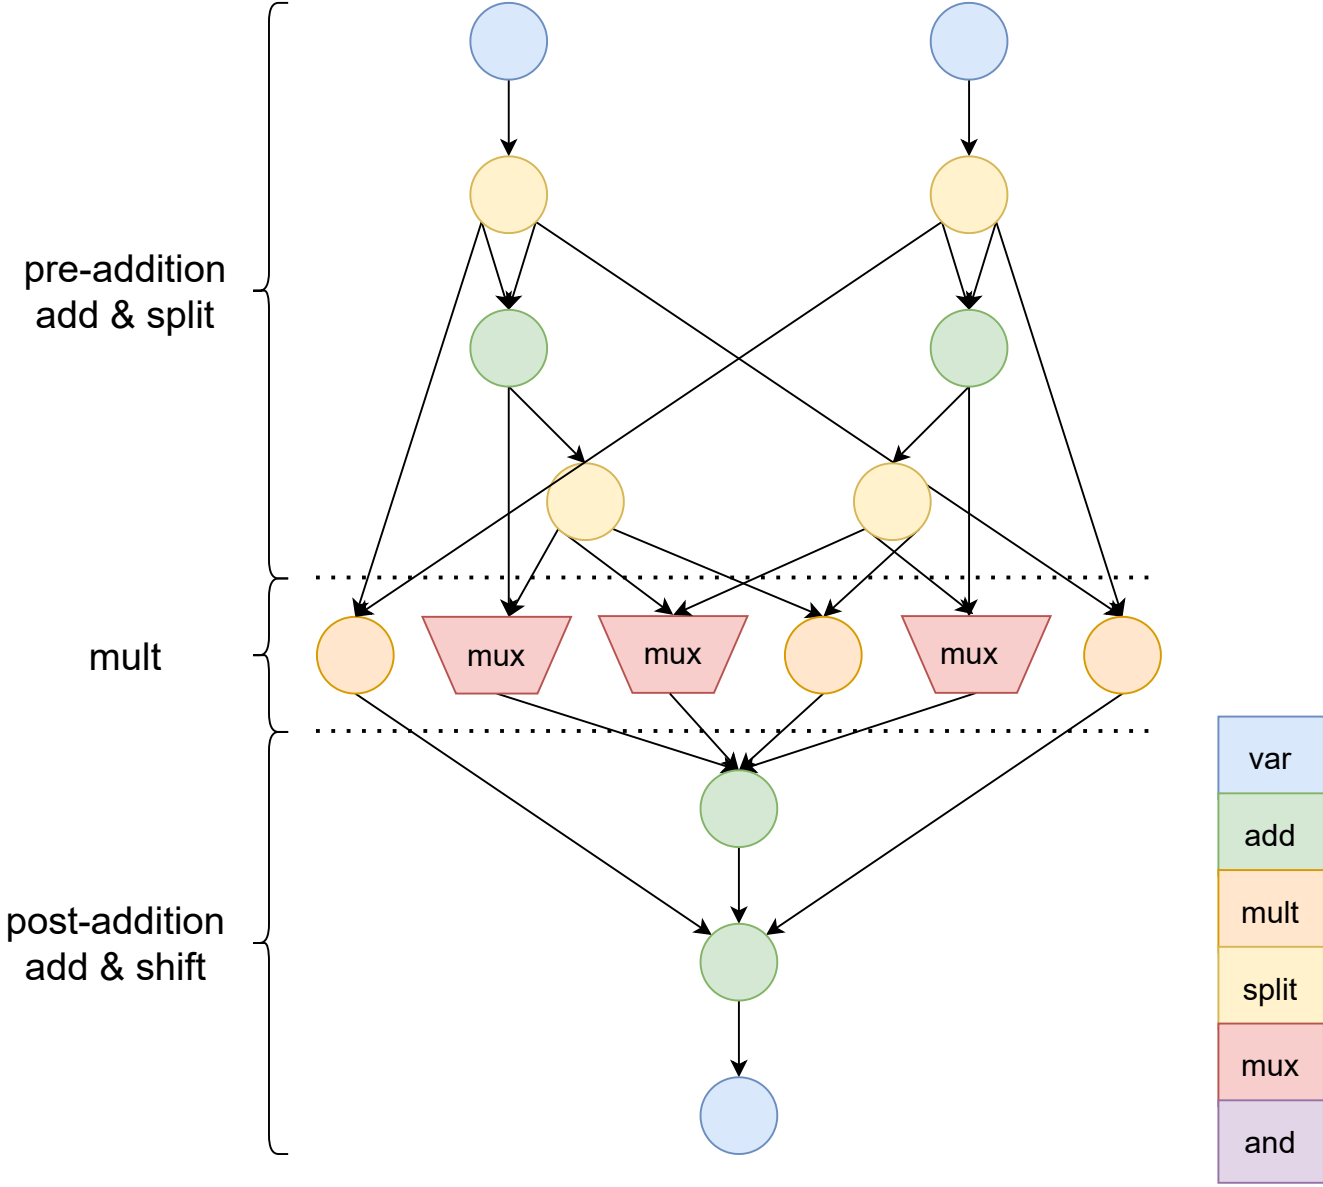 pre-addition
add & split
mult
mux
mux
mux
post-addition
add & shift
var
add
mult
split
mux
and